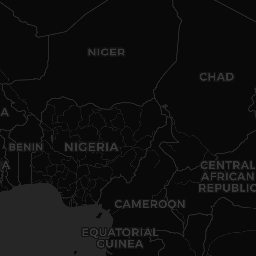 NIGER
CHAD
A
BENIN
NIGERIA
A
CENTRAL
AFRICAN
REPUBLIC
CAMEROON
EQUATORIAL
GUINEA